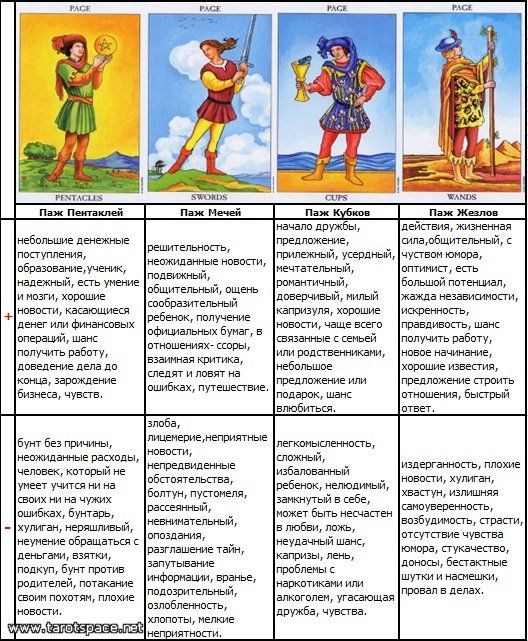 PAGE
PAGE
PAGE
PAGE
PENTACLES
SWORDS
CUPS
WANDS
Паж Пентаклей
Паж Мечей
Паж Кубков
Паж Жезлов
+
небольшие денежные
поступления,
образование,ученик,
надежный, есть умение
и мозги, хорошие
новости, касающиеся
денег или финансовых
операций, шанс
получить работу,
доведение дела до
конца, зарождение
бизнеса, чувств.
решительность,
неожиданные новости,
подвижный,
общительный, ощень
сообразительный
ребенок, получение
официальных бумаг, в
отношениях- ссоры,
взаимная критика,
следят и ловят на
ошибках, путешествие.
начало дружбы,
предложение,
прилежный, усердный,
мечтательный,
романтичный,
доверчивый, милый
капризуля, хорошие
новости, чаще всего
связанные с семьей
или родственниками,
небольшое
предложение или
подарок, шанс
влюбиться.
действия, жизненная
сила,общительный, с
чуством юмора,
оптимист, есть
большой потенциал,
жажда независимости,
искренность,
правдивость, шанс
получить работу,
новое начинание,
хорошие известия,
предложение строить
отношения, быстрый
ответ.
-
бунт без причины,
неожиданные расходы,
человек, который не
умеет учится ни на
своих ни на чужих
ошибках, бунтарь,
хулиган, неряшливый,
неумение обращаться с
деньгами, взятки,
подкуп, бунт против
родителей, потакание
своим похотям, плохие
новости.
злоба,
лицемерие,неприятные
новости,
непредвиденные
обстоятельства,
болтун, пустомеля,
рассеянный,
невнимательный,
опоздания,
разглашение тайн,
запутывание
информации, вранье,
подозрительный,
озлобленность,
хлопоты, мелкие
неприятности.
легкомысленность,
сложный,
избалованный
ребенок, нелюдимый,
замкнутый в себе,
может быть несчастен
в любви, ложь,
неудачный шанс,
капризы, лень,
проблемы с
наркотиками или
алкоголем, угасающая
дружба, чувства.
издерганность, плохие
новости, хулиган,
хвастун, излишняя
самоуверенность,
возбудимость, страсти,
отсутствие чувства
юмора, стукачество,
доносы, бестактные
шутки и насмешки,
провал в делах.
www.tarotspace.net